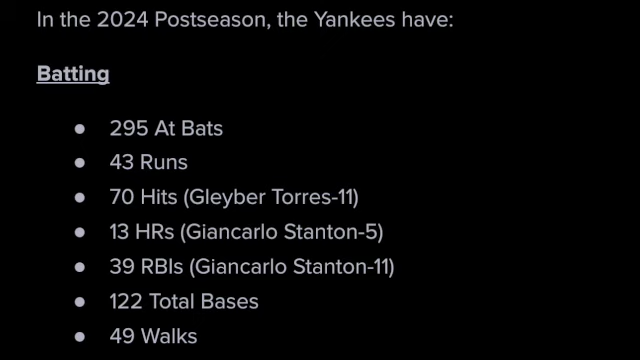 In the 2024 Postseason, the Yankees have:
Batting
● 295 At Bats
● 43 Runs
● 70 Hits (Gleyber Torres-11)
● 13 HRs (Giancarlo Stanton-5)
● 39 RBIs (Giancarlo Stanton-11)
● 122 Total Bases
● 49 Walks